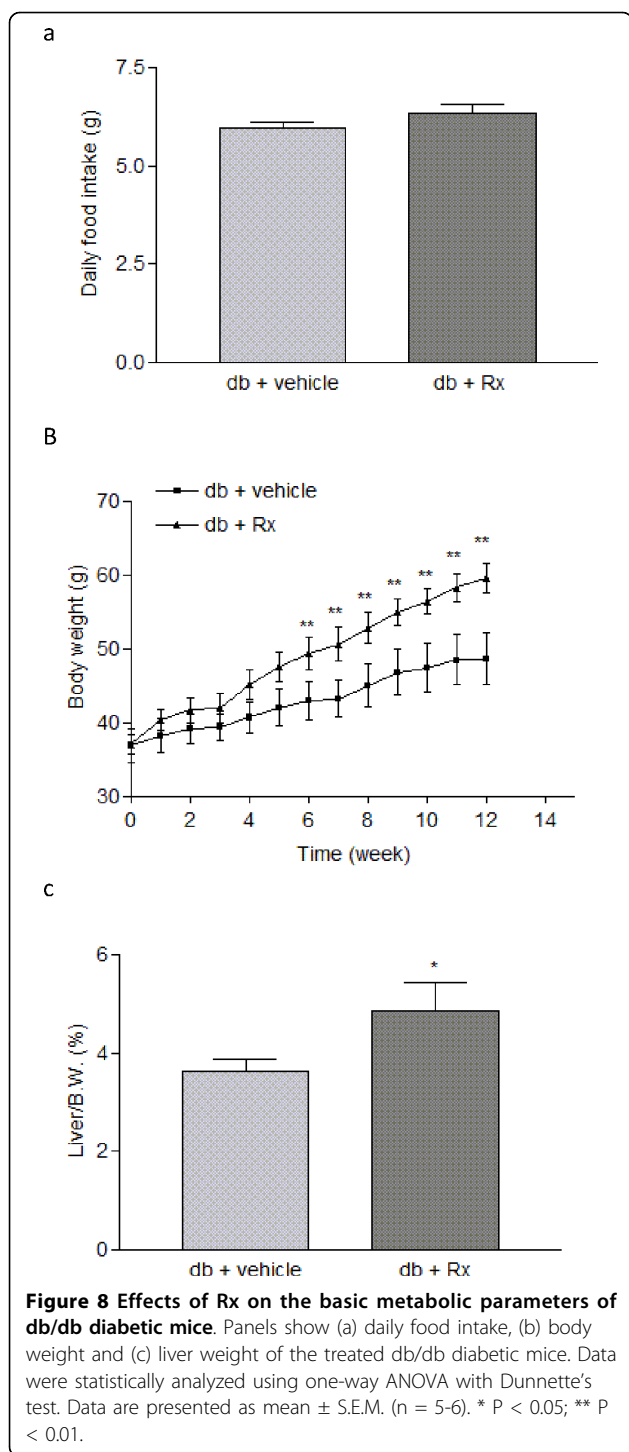 a
7.5
5.0
2.5
0.0
Daily food intake (g)
db + vehicle db + Rx
B
db + vehicle
db + Rx
70
60
50
40
30
Body weight (g)
** ** ** ** ** ** **
0 2 4 6 8 10 12 14
Time (week)
c
6
4
2
0
Liver/B.W. (%)
*
db + vehicle db + Rx
Figure 8 Effects of Rx on the basic metabolic parameters of
db/db diabetic mice. Panels show (a) daily food intake, (b) body
weight and (c) liver weight of the treated db/db diabetic mice. Data
were statistically analyzed using one-way ANOVA with Dunnette's
test. Data are presented as mean ± S.E.M. (n = 5-6). * P < 0.05; ** P
< 0.01.